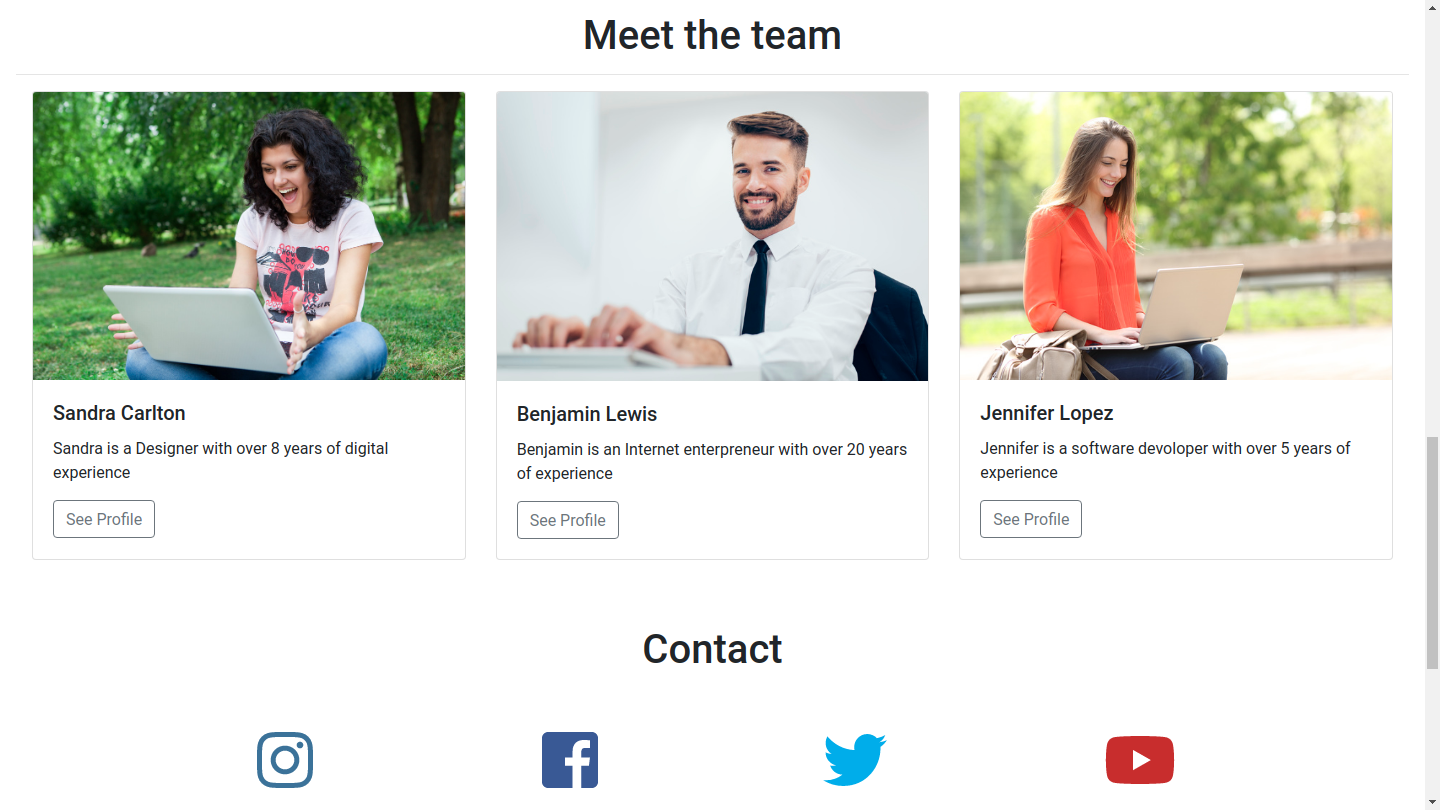 Meet the team
Sandra Carlton
Sandra is a Designer with over 8 years of digital
experience
See Profile
Benjamin Lewis
Benjamin is an Internet enterpreneur with over 20 years
of experience
See Profile
Jennifer Lopez
Jennifer is a software devoloper with over 5 years of
experience
See Profile
Contact